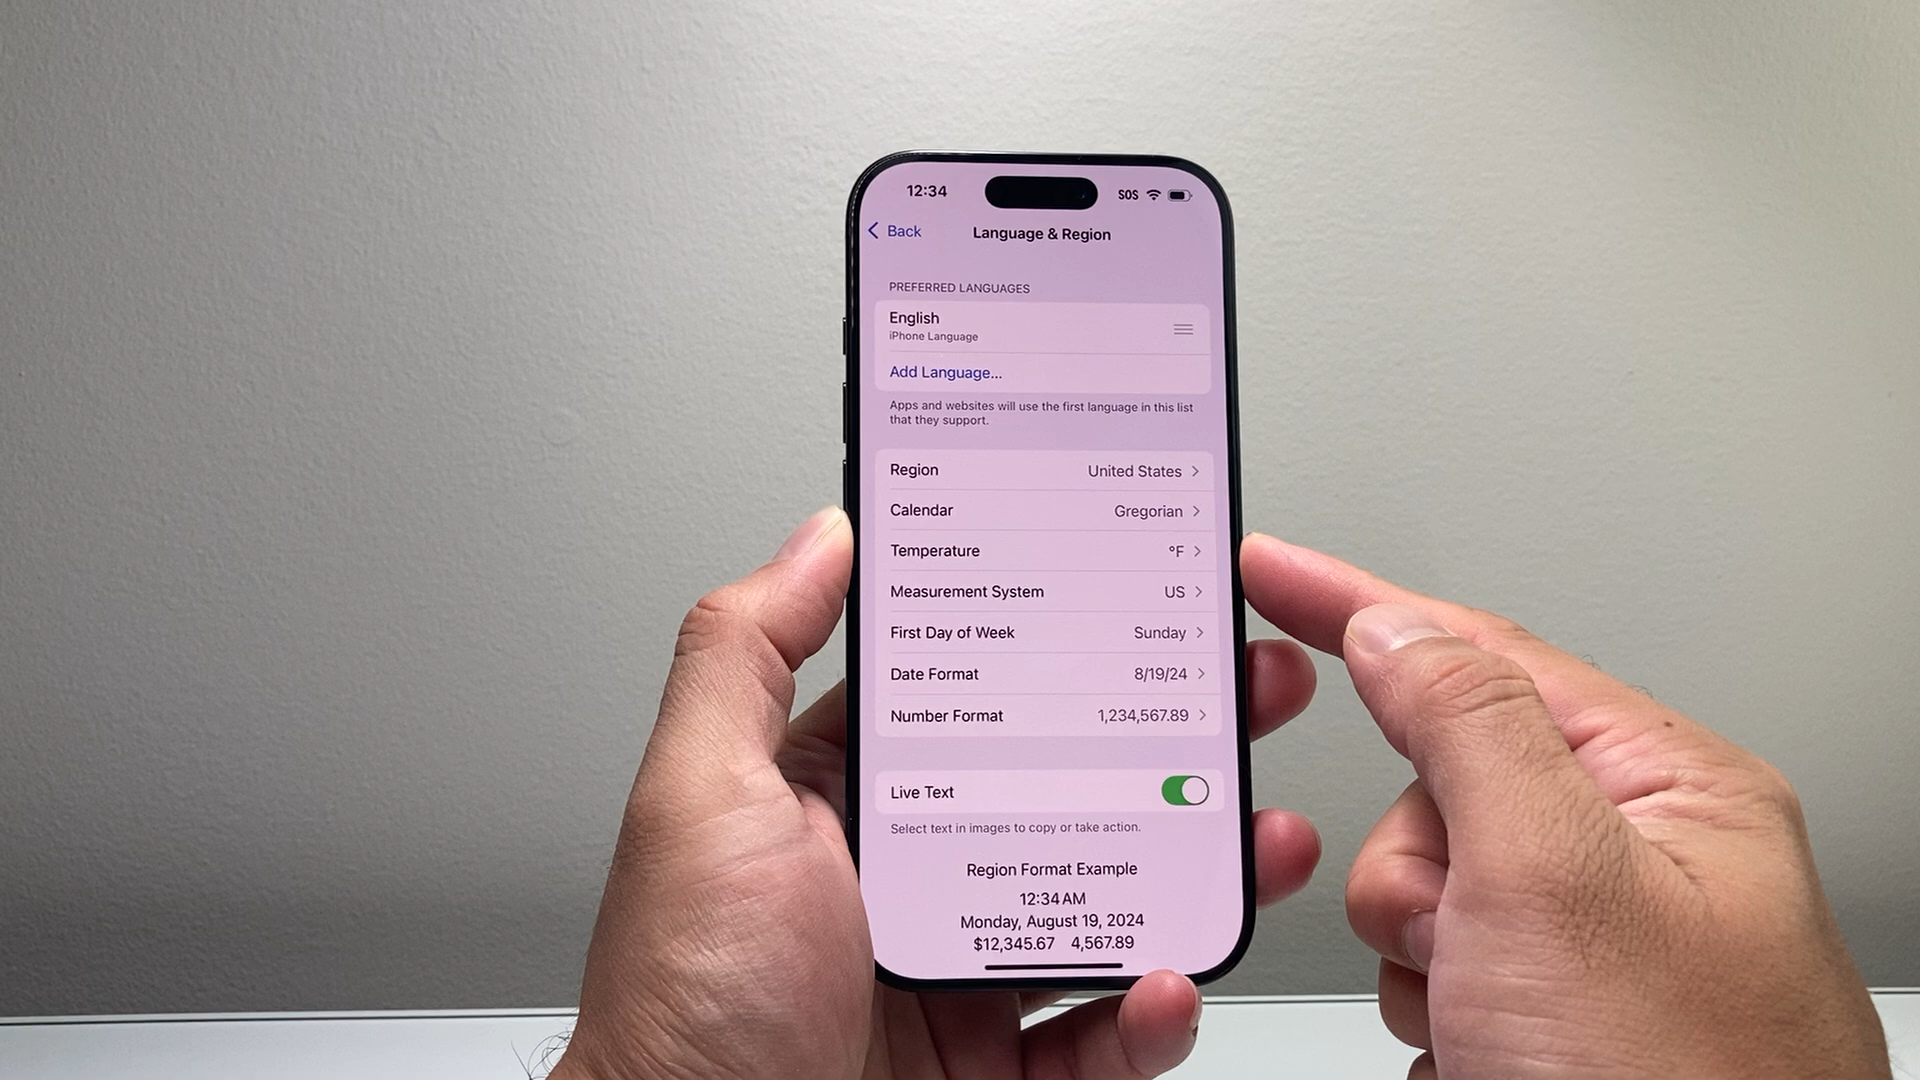 12:34
SOS
Back
Language & Region
PREFERRED LANGUAGES
English
iPhone Language
Add Language...
Apps and websites will use the first language in this list
that they support.
Region United States
Calendar Gregorian
Temperature °F
Measurement System US
First Day of Week Sunday
Date Format 8/19/24
Number Format 1,234,567.89
Live Text
Select text in images to copy or take action.
Region Format Example
12:34 AM
Monday, August 19, 2024
$12,345.67 4,567.89